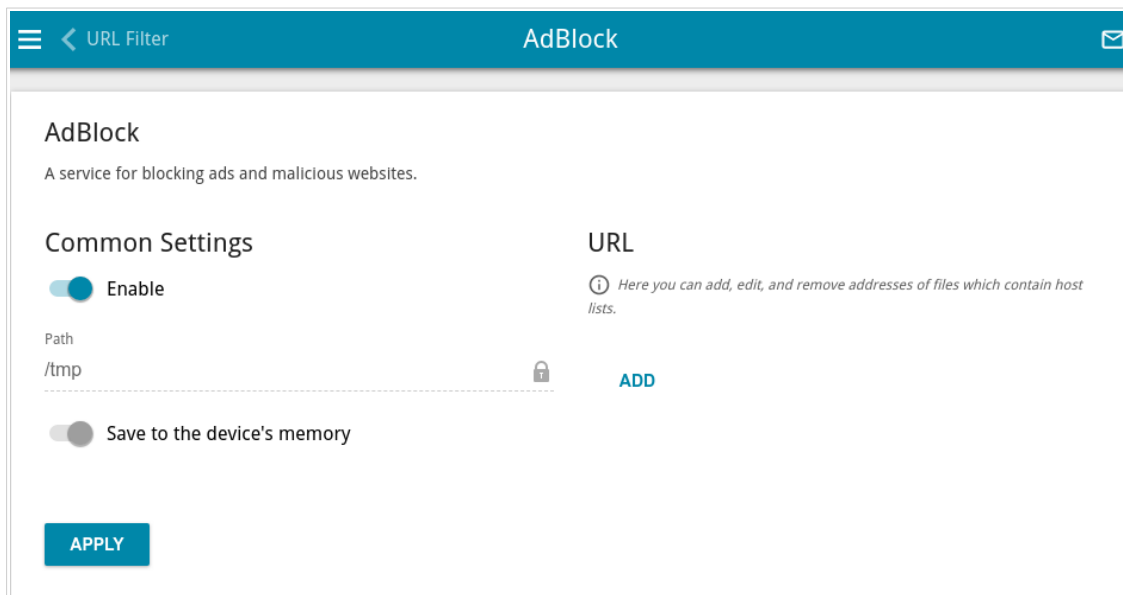 URL Filter
AdBlock
AdBlock
A service for blocking ads and malicious websites.
Common Settings
Enable
Path
/tmp
Save to the device's memory
APPLY
URL
Here you can add, edit, and remove addresses of files which contain host
lists.
ADD